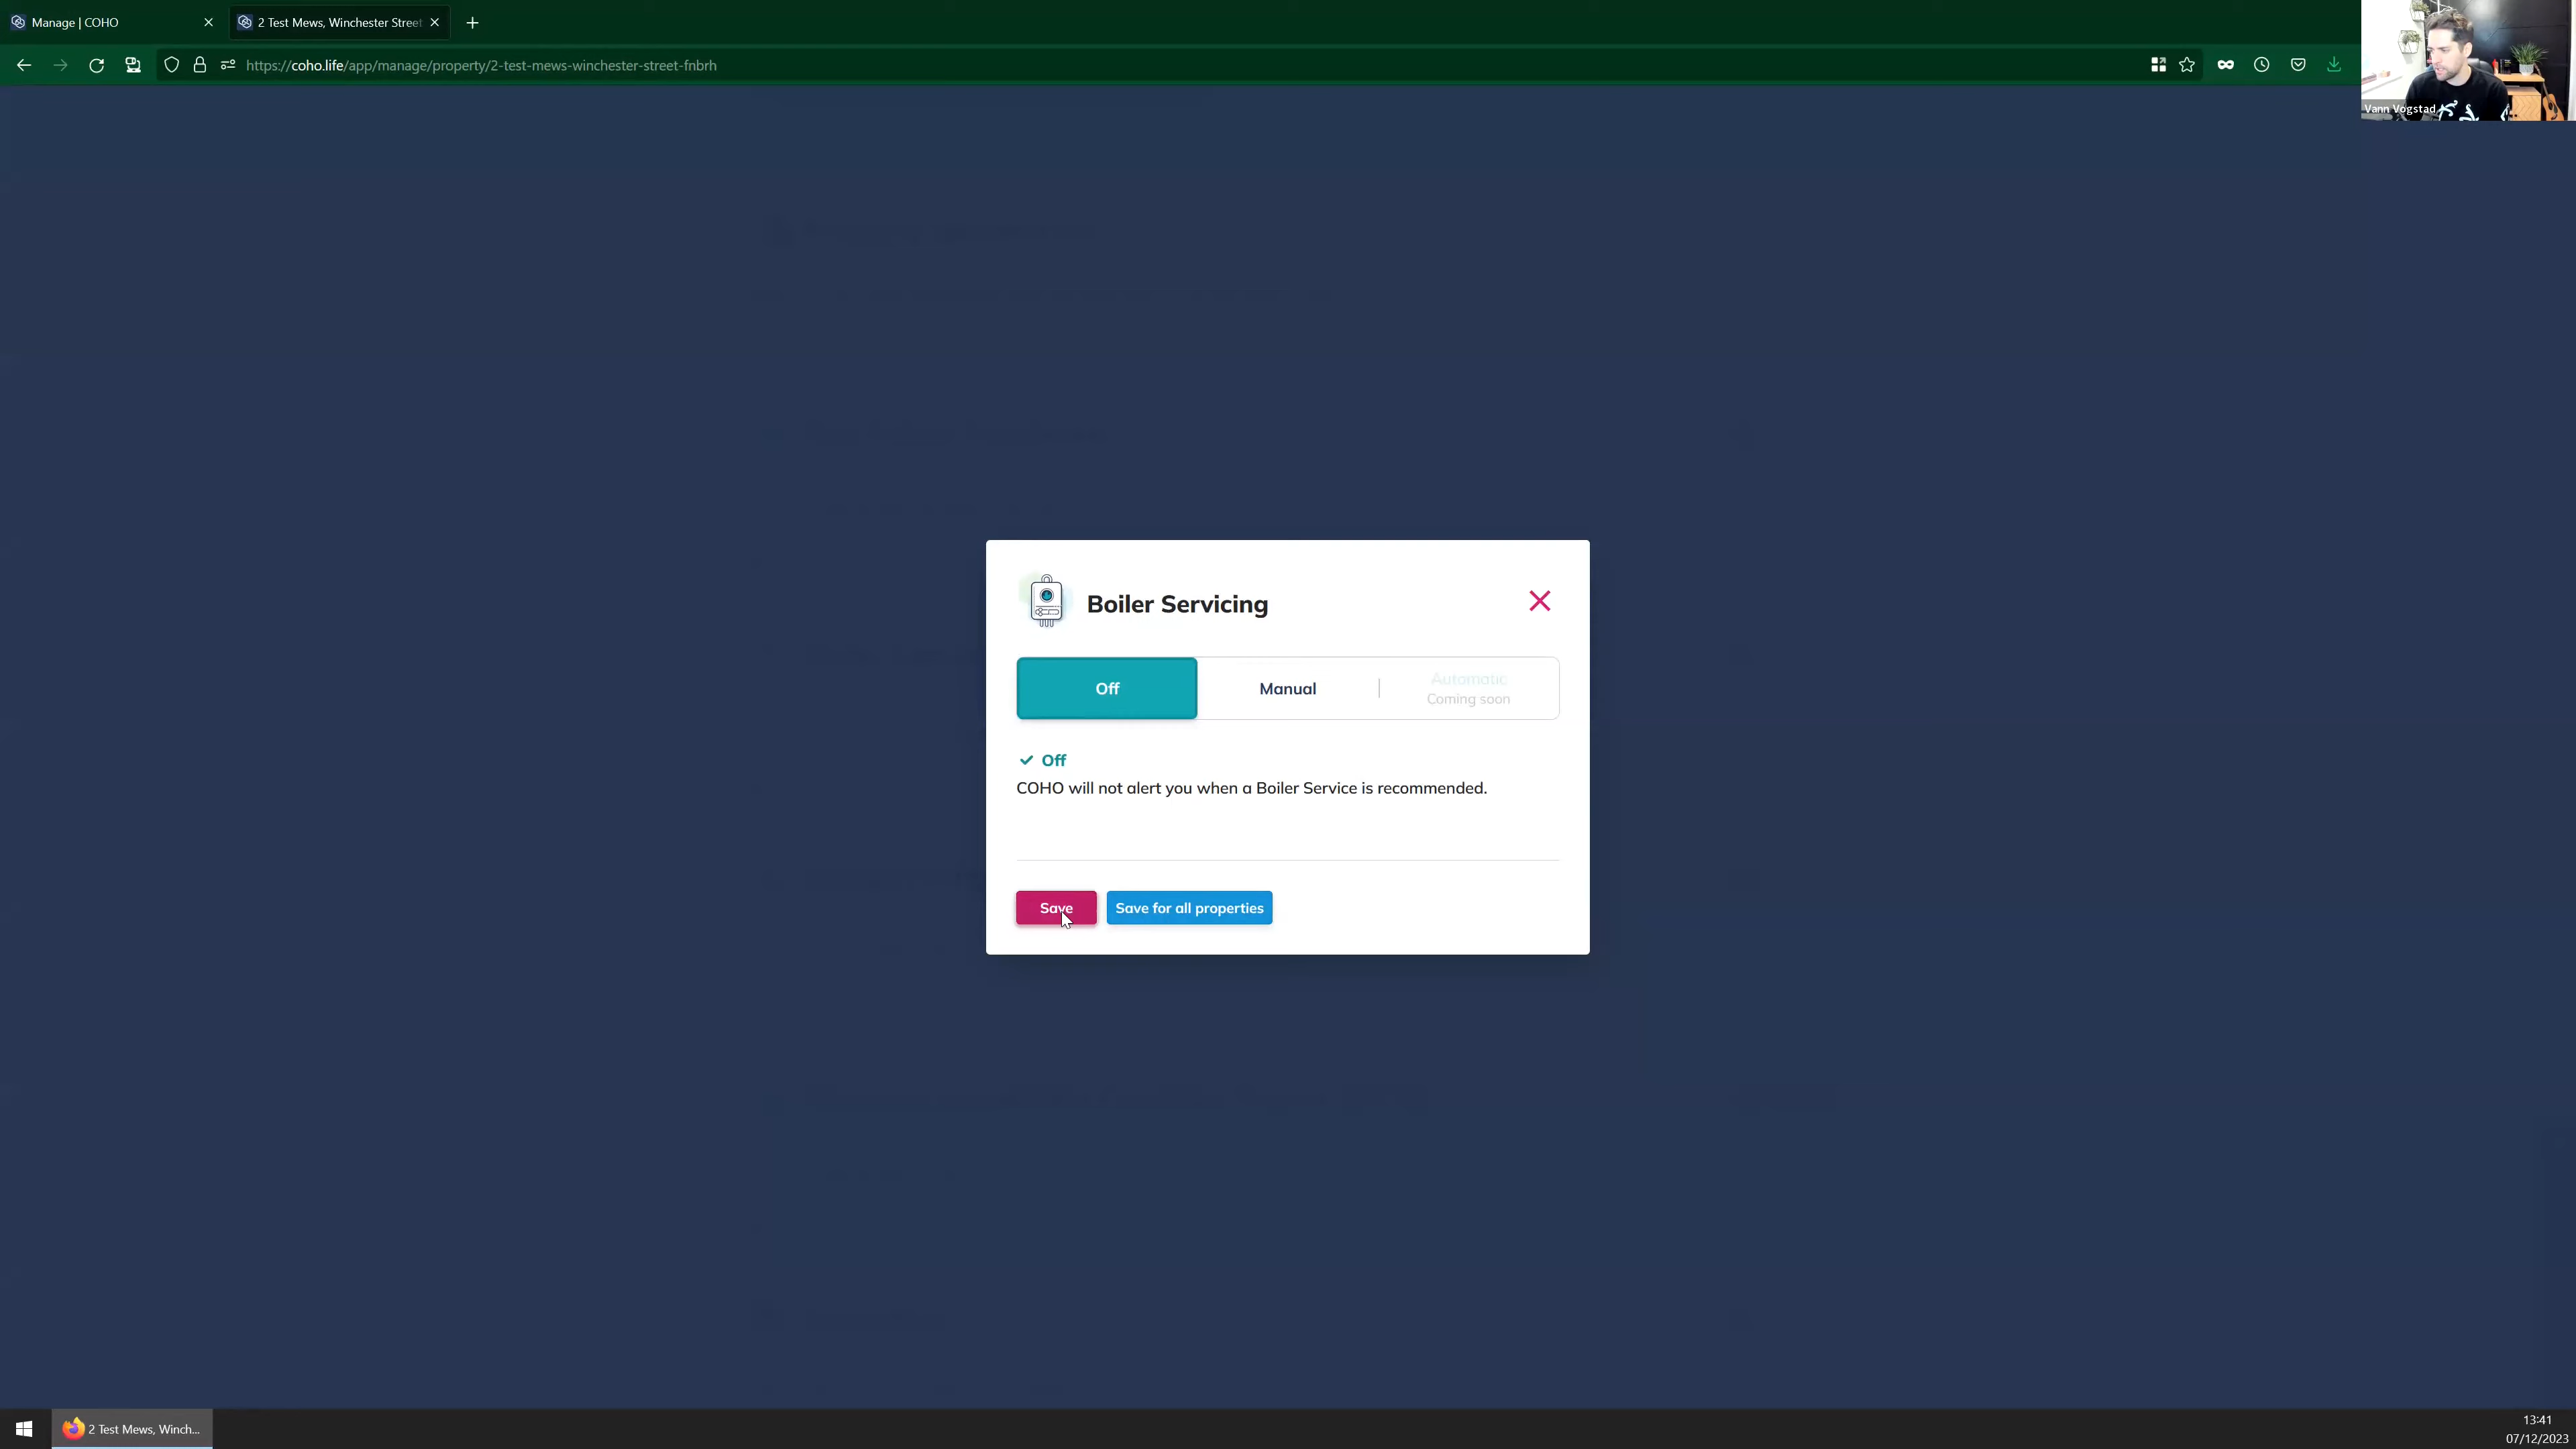 Manage | COHO
2 Test Mews, Winchester Street
https://coho.life/app/manage/property/2-test-mews-winchester-street-fnbrh
Vann Vogstad
Boiler Servicing
Off
Manual
Automatic
Coming soon
Off
COHO will not alert you when a Boiler Service is recommended.
Save
Save for all properties
2 Test Mews, Winch...
13:41
07/12/2023